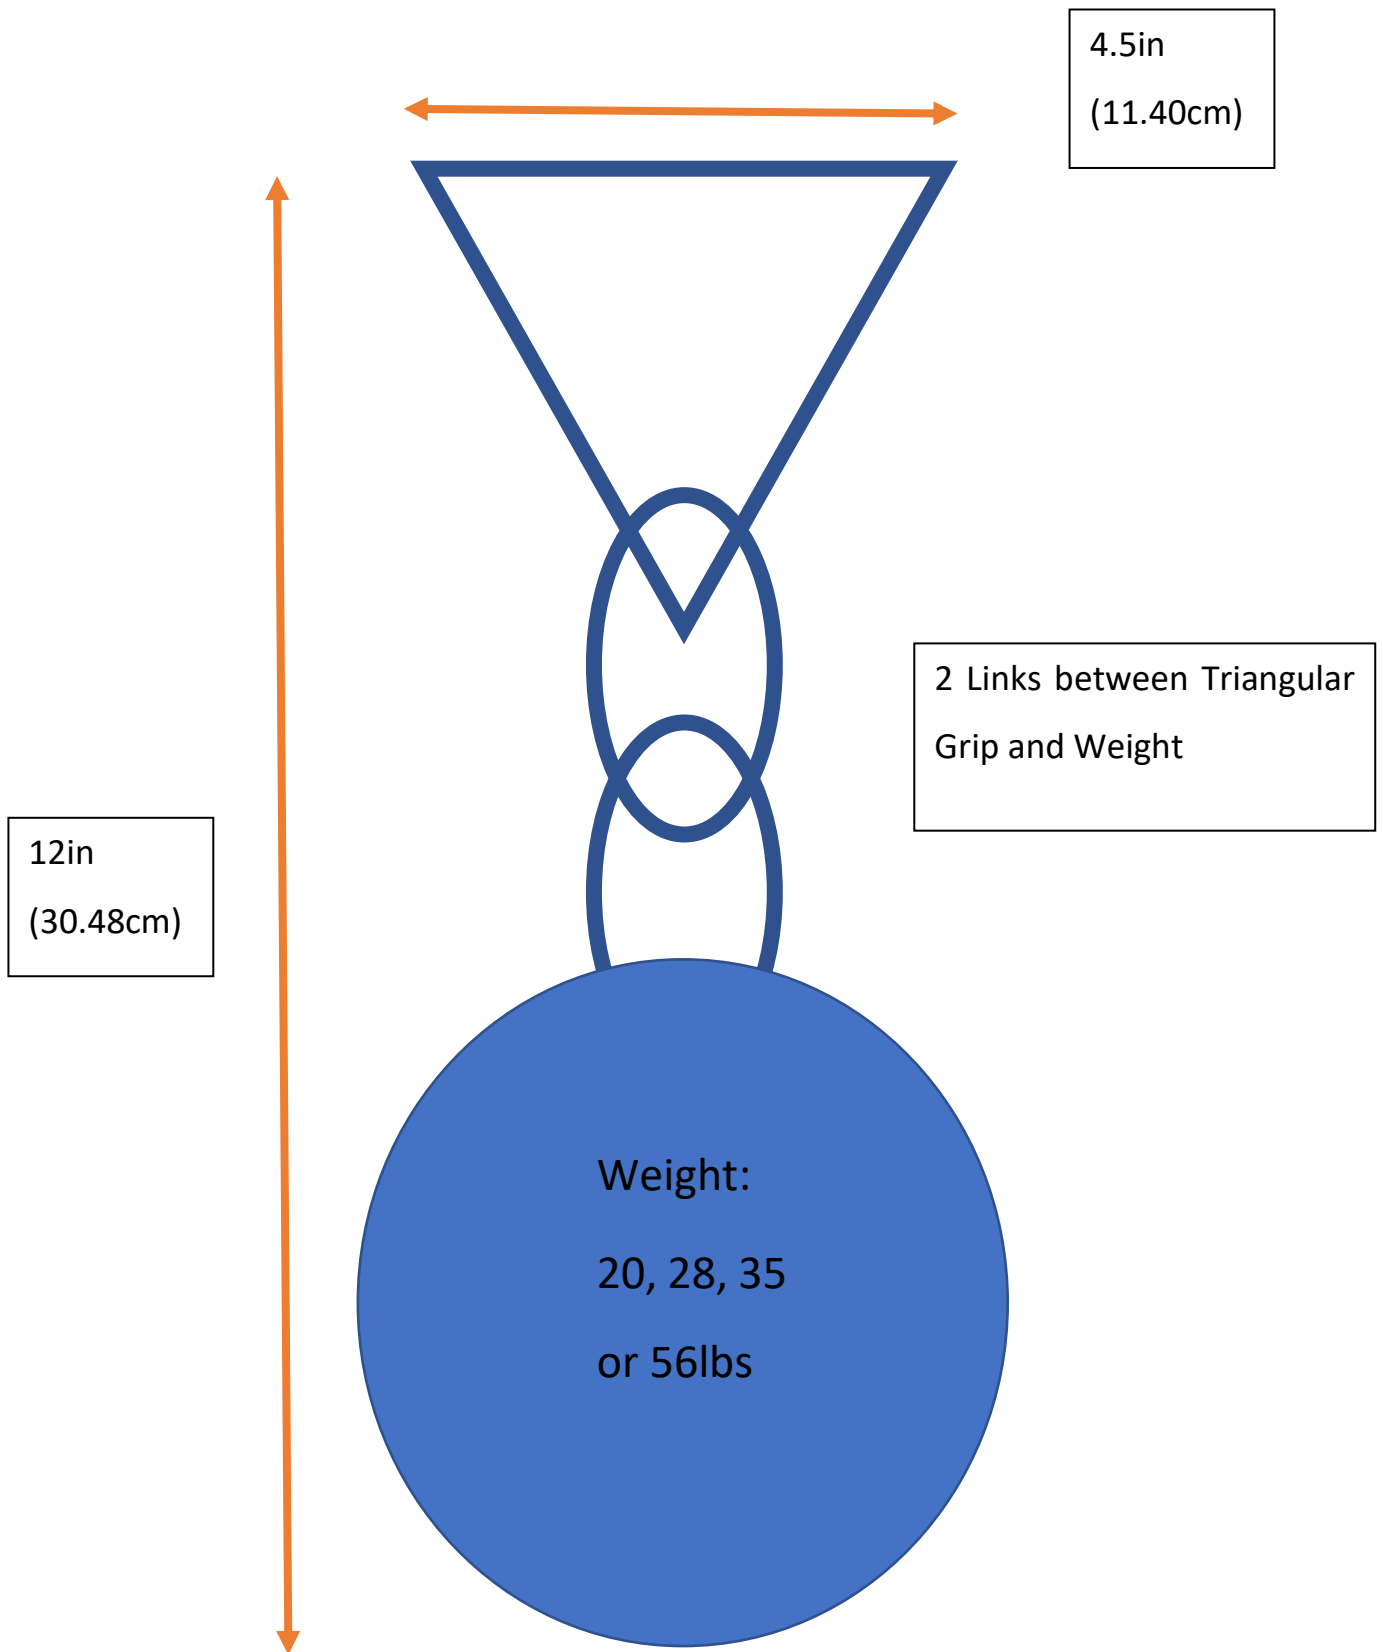 4.5in
(11.40cm)
2 Links between Triangular
Grip and Weight
12in
(30.48cm)
Weight:
20, 28, 35
or 56lbs